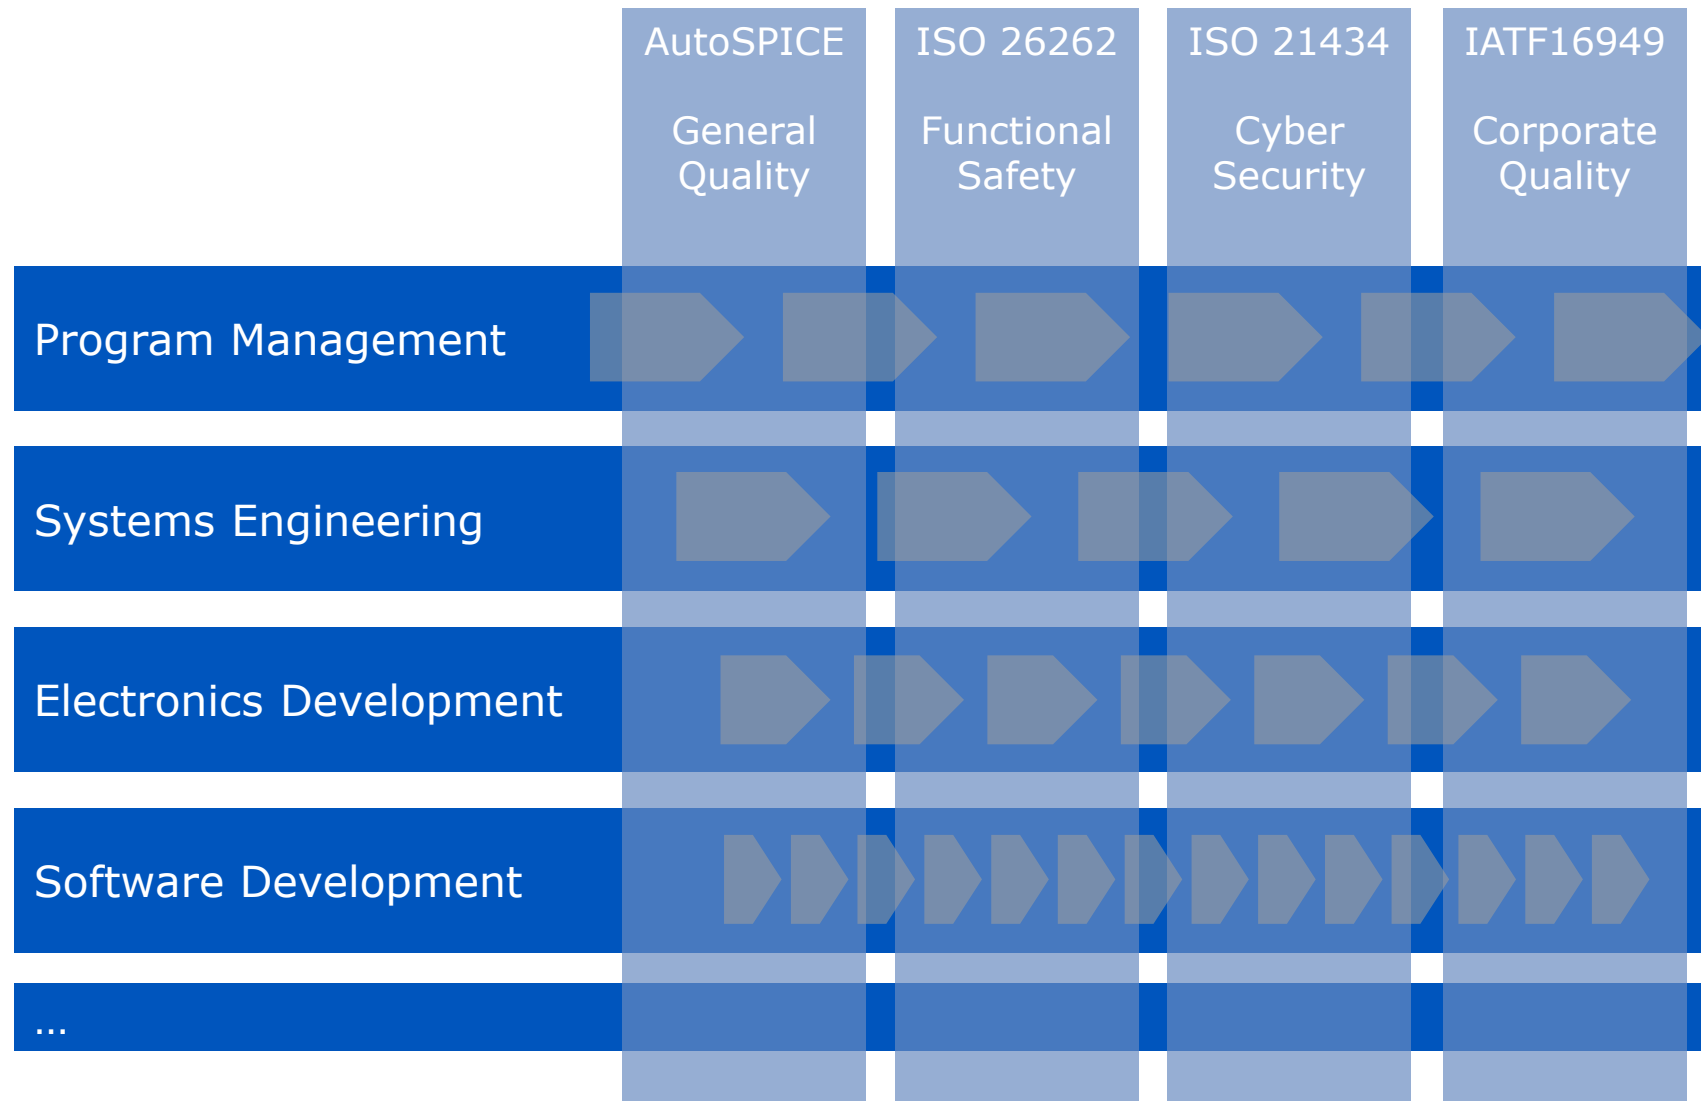 AutoSPICE
General
Quality
ISO 26262
Functional
Safety
ISO 21434
Cyber
Security
IATF16949
Corporate
Quality
Program Management
Systems Engineering
Electronics Development
Software Development
...